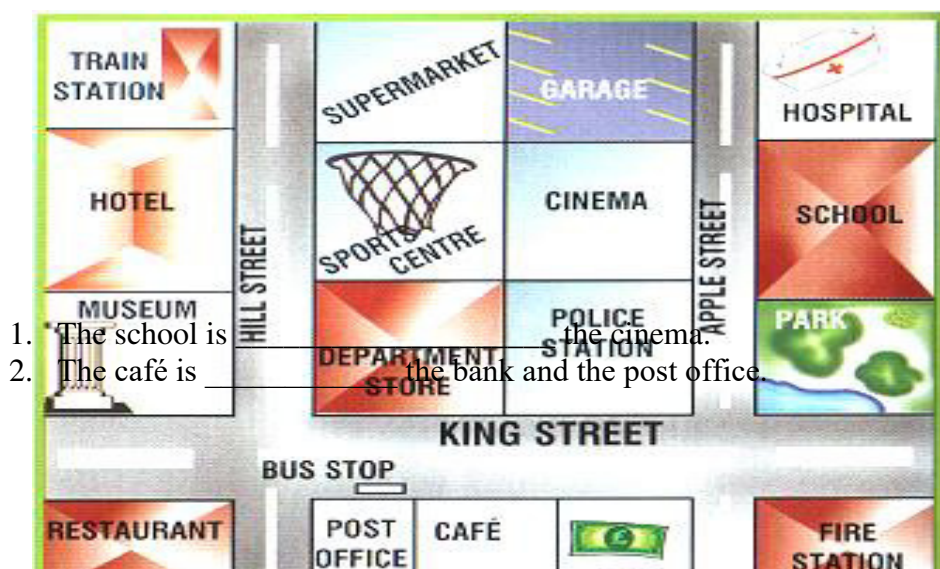 TRAIN
STATION
SUPERMARKET
GARAGE
HOSPITAL
HOTEL
HILL STREET
SPORTS
CENTRE
CINEMA
APPLE STREET
SCHOOL
MUSEUM
DEPARTMENT
STORE
POLICE
STATION
PARK
1. The school is ______________________ the cinema.
2. The café is _____________ the bank and the post office.
KING STREET
BUS STOP
RESTAURANT
POST
OFFICE
CAFÉ
FIRE
STATION